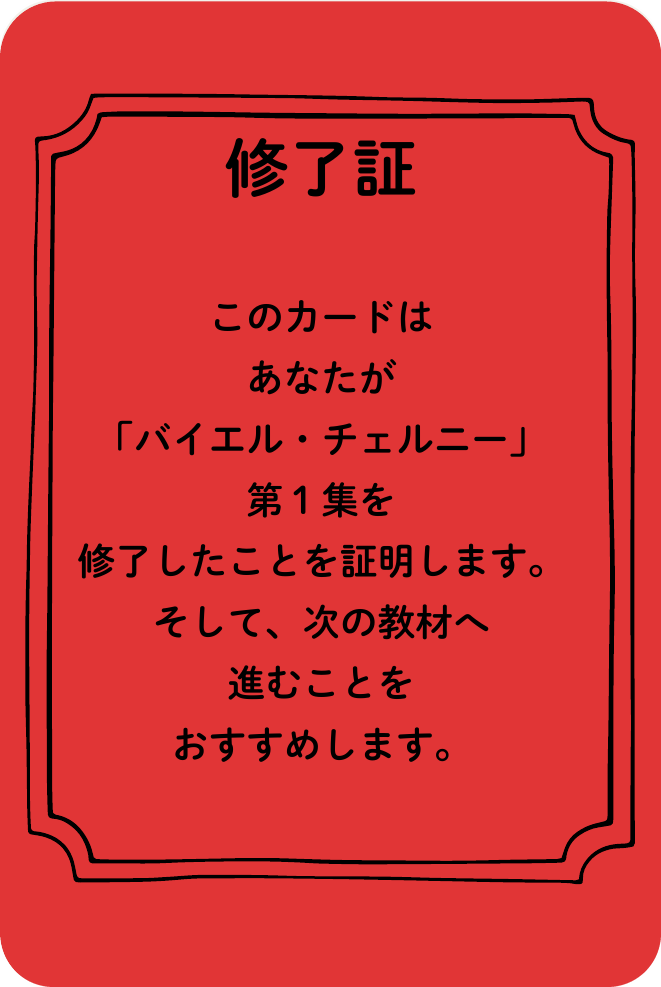 修了証
このカードは
あなたが
「バイエル・チェルニー」
第１集を
修了したことを証明します。
そして、次の教材へ
進むことを
おすすめします。